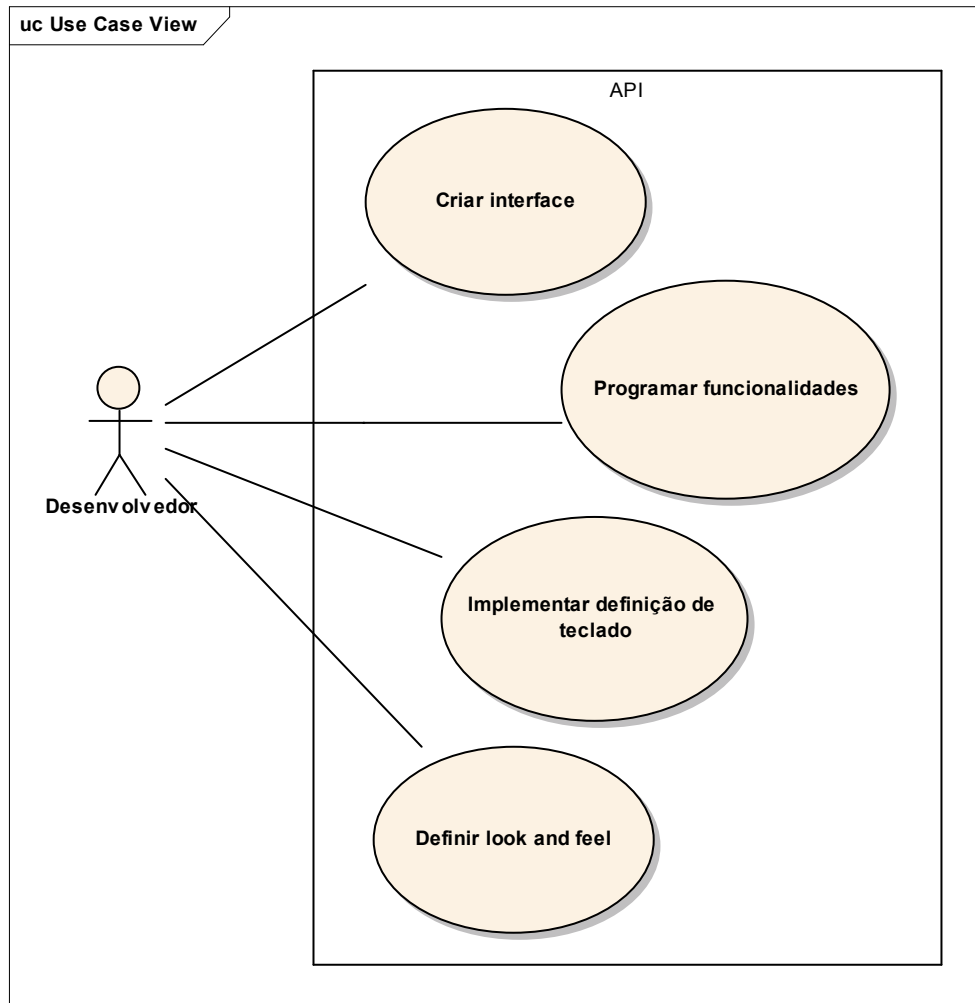 uc Use Case View
API
Criar interface
Programar funcionalidades
Desenvolvedor
Implementar definição de
teclado
Definir look and feel